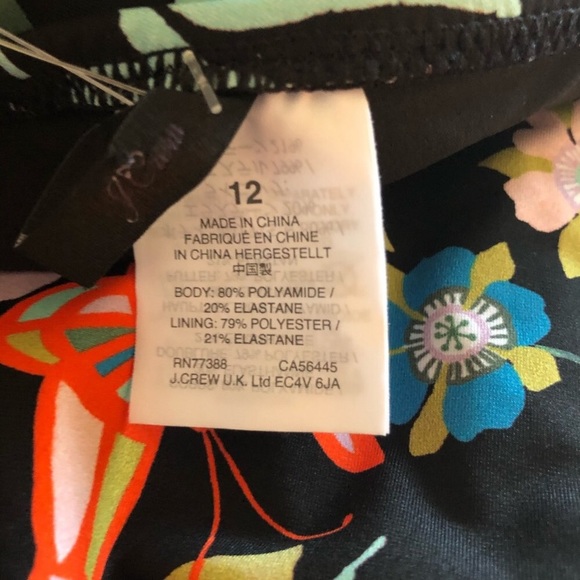 12
MADE IN CHINA
FABRIQUÉ EN CHINE
IN CHINA HERGESTELLT
中国製
BODY: 80% POLYAMIDE /
20% ELASTANE
LINING: 79% POLYESTER /
21% ELASTANE
RN77388 CA56445
J.CREW U.K. Ltd EC4V 6JA